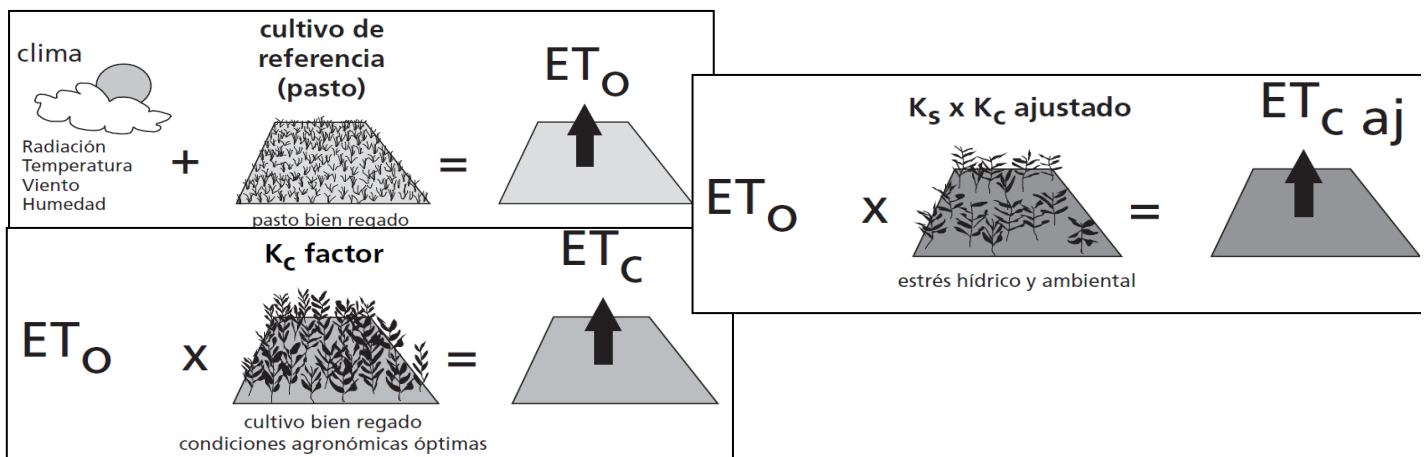 clima
Radiación
Temperatura
Viento
Humedad
+
cultivo de
referencia
(pasto)
pasto bien regado
=
ETo
ETo
x
Kc factor
cultivo bien regado
condiciones agronómicas óptimas
=
ETc
ETo
x
Ks x Kc ajustado
estrés hídrico y ambiental
=
ETc aj